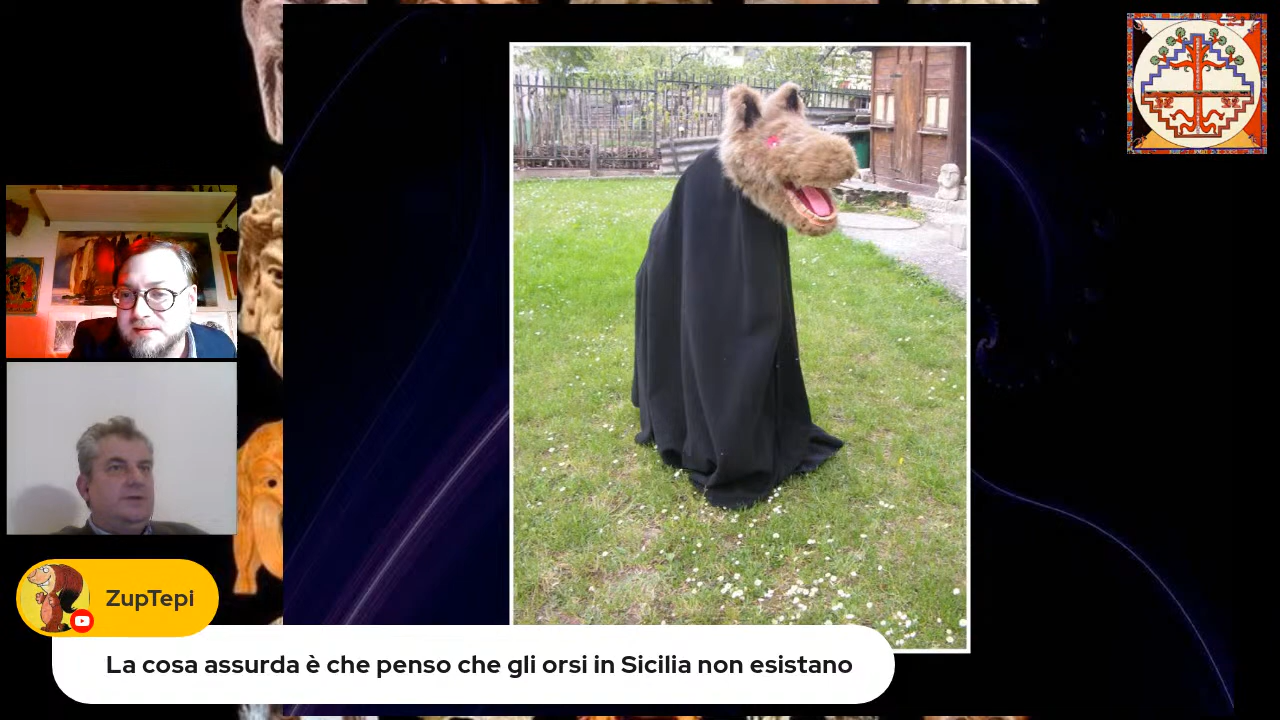 ZupTepi
La cosa assurda è che penso che gli orsi in Sicilia non esistano